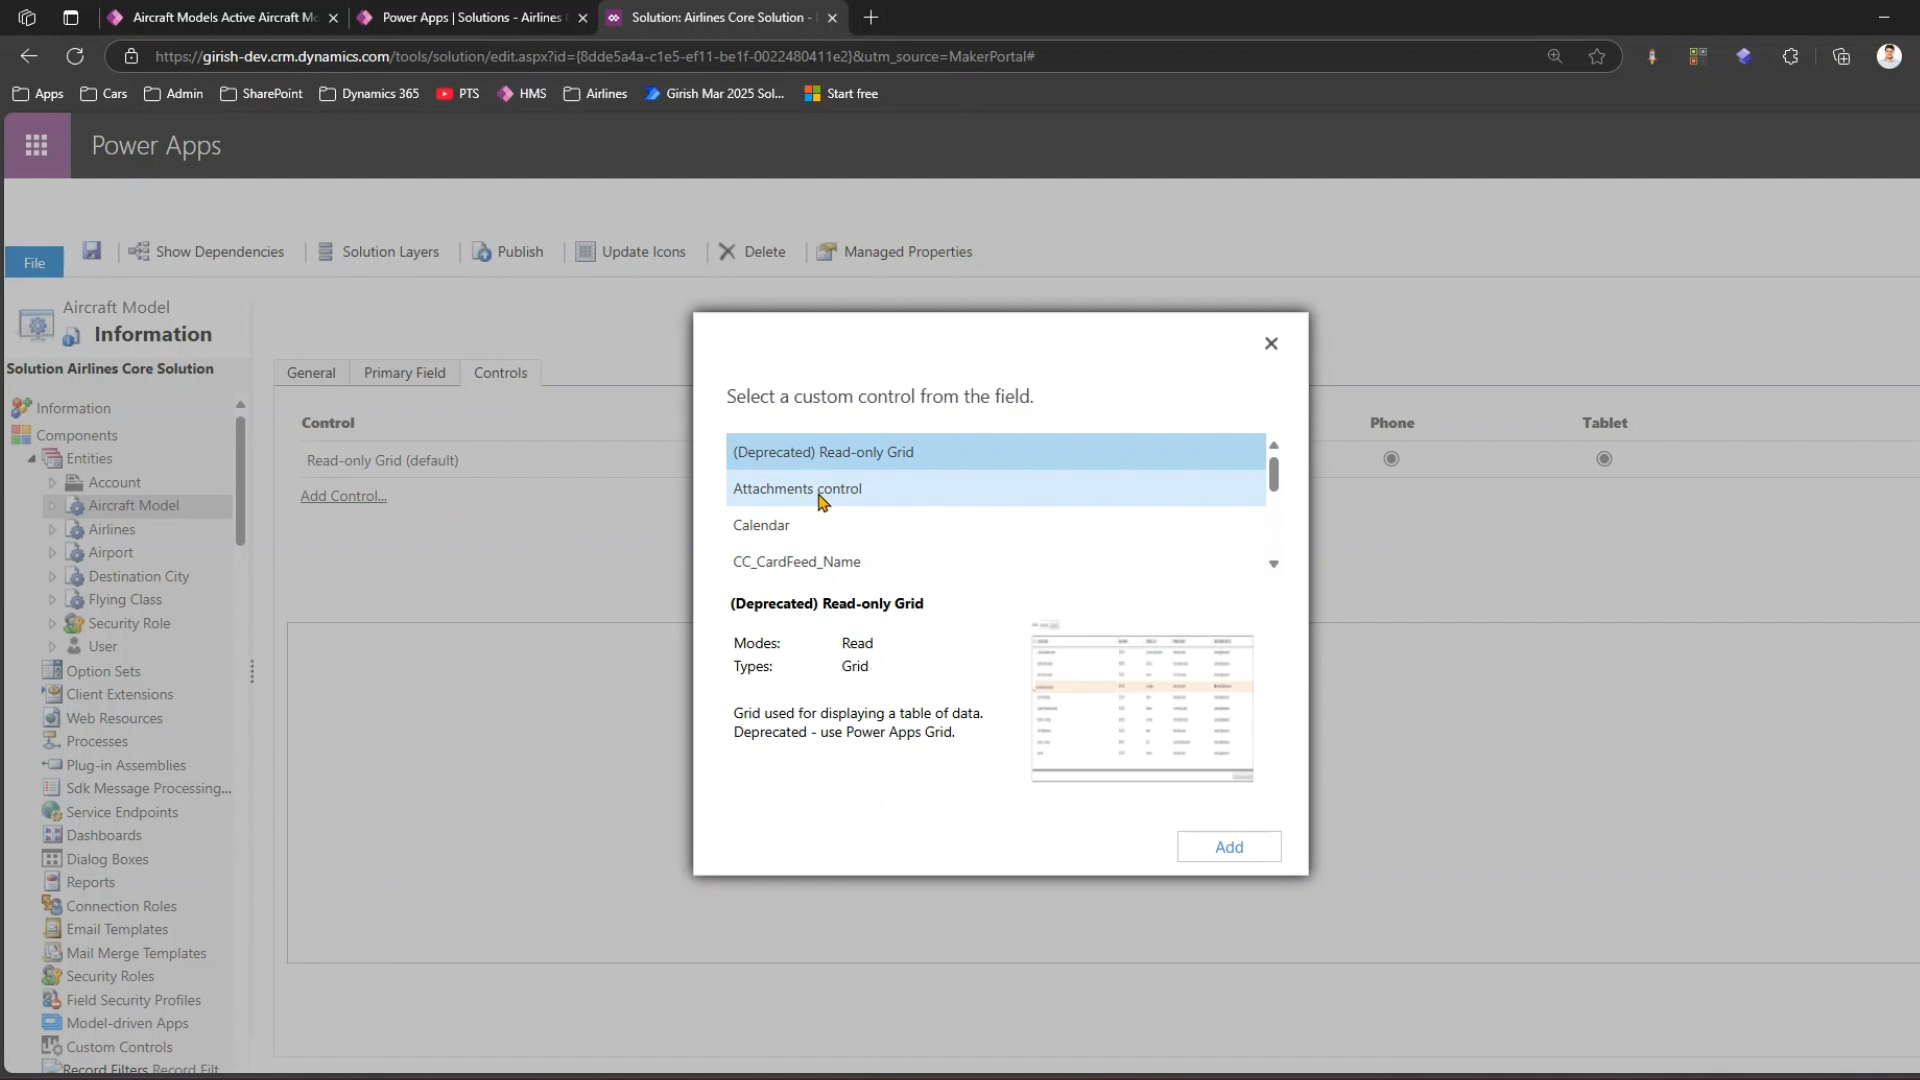 Aircraft Models Active Aircraft Mo
Power Apps | Solutions - Airlines C
Solution: Airlines Core Solution -
https://girish-dev.crm.dynamics.com/tools/solution/edit.aspx?id={8dde5a4a-c1e5-ef11-be1f-0022480411e2}&utm_source=MakerPortal#
Apps
Cars
Admin
SharePoint
Dynamics 365
PTS
HMS
Airlines
Girish Mar 2025 Sol...
Start free
Power Apps
File
Show Dependencies
Solution Layers
Publish
Update Icons
Delete
Managed Properties
Aircraft Model
Information
Solution Airlines Core Solution
Information
Components
Entities
Account
Aircraft Model
Airlines
Airport
Destination City
Flying Class
Security Role
User
Option Sets
Client Extensions
Web Resources
Processes
Plug-in Assemblies
Sdk Message Processing...
Service Endpoints
Dashboards
Dialog Boxes
Reports
Connection Roles
Email Templates
Mail Merge Templates
Security Roles
Field Security Profiles
Model-driven Apps
Custom Controls
Record Filters Record Filt
General
Primary Field
Controls
Control
Phone
Tablet
Read-only Grid (default)
Add Control...
Select a custom control from the field.
(Deprecated) Read-only Grid
Attachments control
Calendar
CC_CardFeed_Name
(Deprecated) Read-only Grid
Modes: Read
Types: Grid
Grid used for displaying a table of data.
Deprecated - use Power Apps Grid.
Add